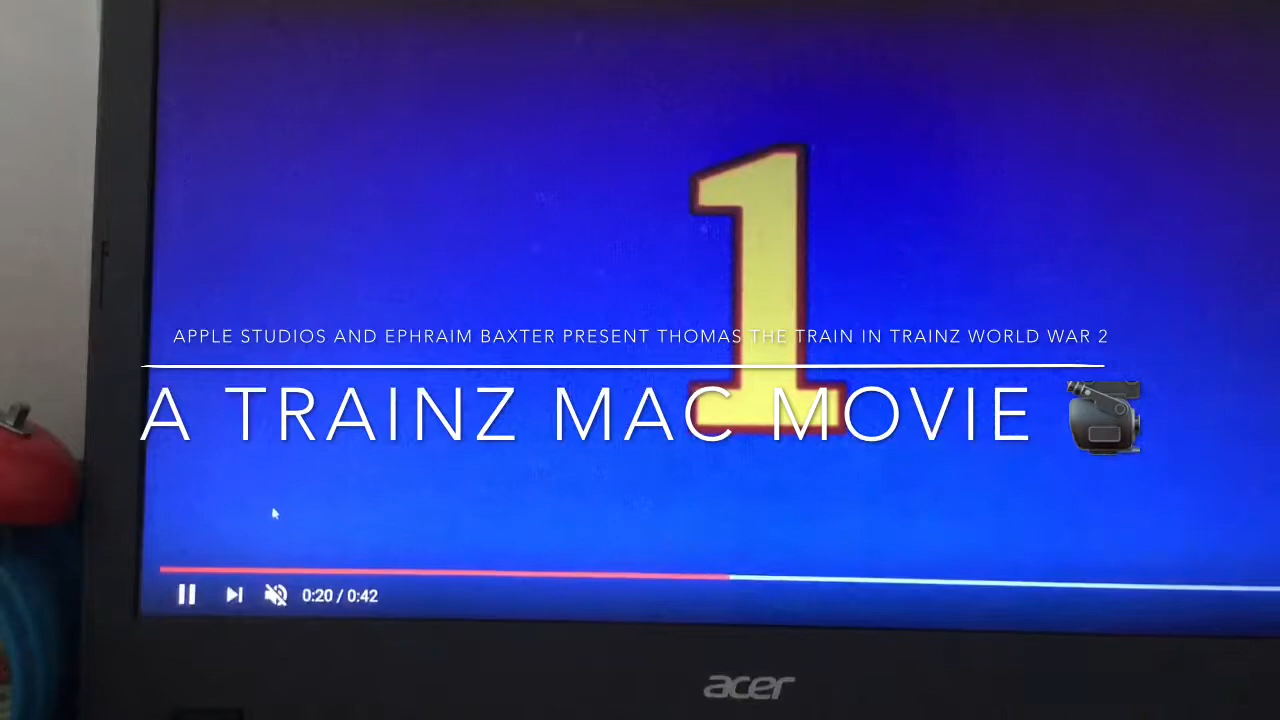 1
APPLE STUDIOS AND EPHRAIM BAXTER PRESENT THOMAS THE TRAIN IN TRAINZ WORLD WAR 2
A TRAINZ MAC MOVIE
0:20 / 0:42
acer